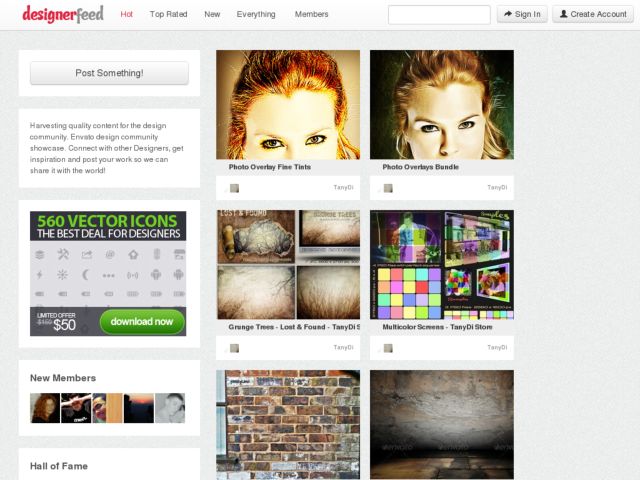 designerfeed
Hot
Top Rated
New
Everything
Members
Sign In
Create Account
Post Something!
Harvesting quality content for the design
community. Envato design community
showcase. Connect with other Designers, get
inspiration and post your work so we can
share it with the world!
560 VECTOR ICONS
THE BEST DEAL FOR DESIGNERS
LIMITED OFFER
$150 $50
download now
New Members
Hall of Fame
Photo Overlay Fine Tints
TanyDi
Photo Overlays Bundle
TanyDi
LOST & FOUND
GRUNGE TREES
Grunge Trees - Lost & Found - TanyDi S
TanyDi
Samples
Multicolor Screens - TanyDi Store
TanyDi
©ENVATO
©ENVATO